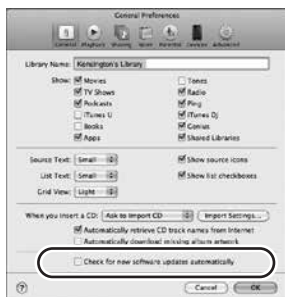 General Preferences
General Playback Sharing Store Parental Devices Advanced
Library Name: Kensington's Library
Show: Movies Tones
TV Shows Radio
Podcasts Ping
iTunes U iTunes DJ
Books Genius
Apps Shared Libraries
Source Text: Small Show source icons
List Text: Small Show list checkboxes
Grid View: Light
When you insert a CD: Ask to Import CD Import Settings...
Automatically retrieve CD track names from Internet
Automatically download missing album artwork
Check for new software updates automatically
? Cancel OK